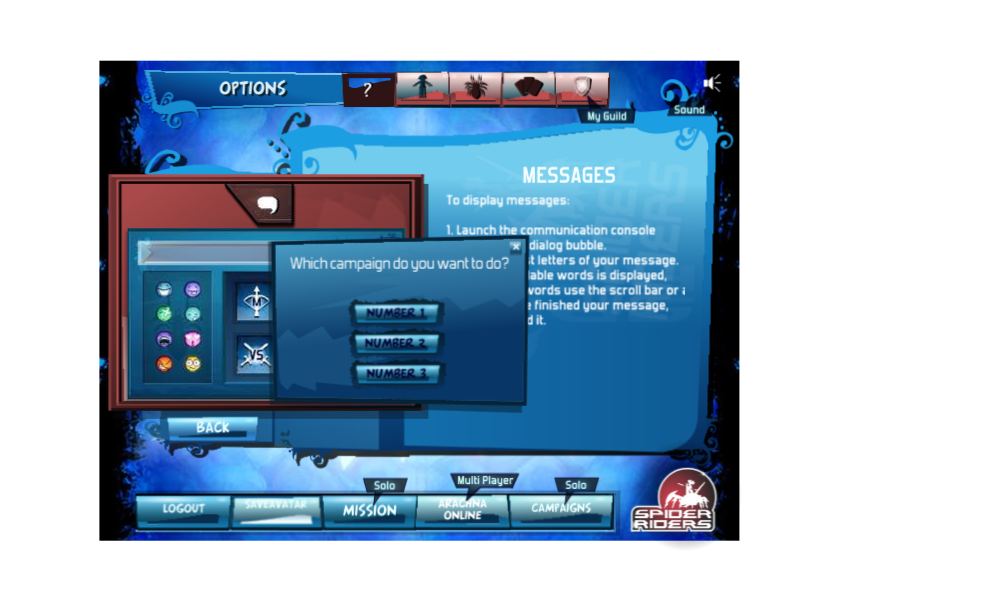 OPTIONS
?
My Guild
Sound
MESSAGES
To display messages:
1. Launch the communication console
dialog bubble.
t letters of your message.
lable words is displayed,
words use the scroll bar or
e finished your message,
d it.
Which campaign do you want to do?
NUMBER 1
NUMBER 2
NUMBER 3
M
VS
BACK
Solo
Multi Player
Solo
LOGOUT
SAVE AVATAR
MISSION
ARACHNA
ONLINE
CAMPAIGNS
SPIDER
RIDERS